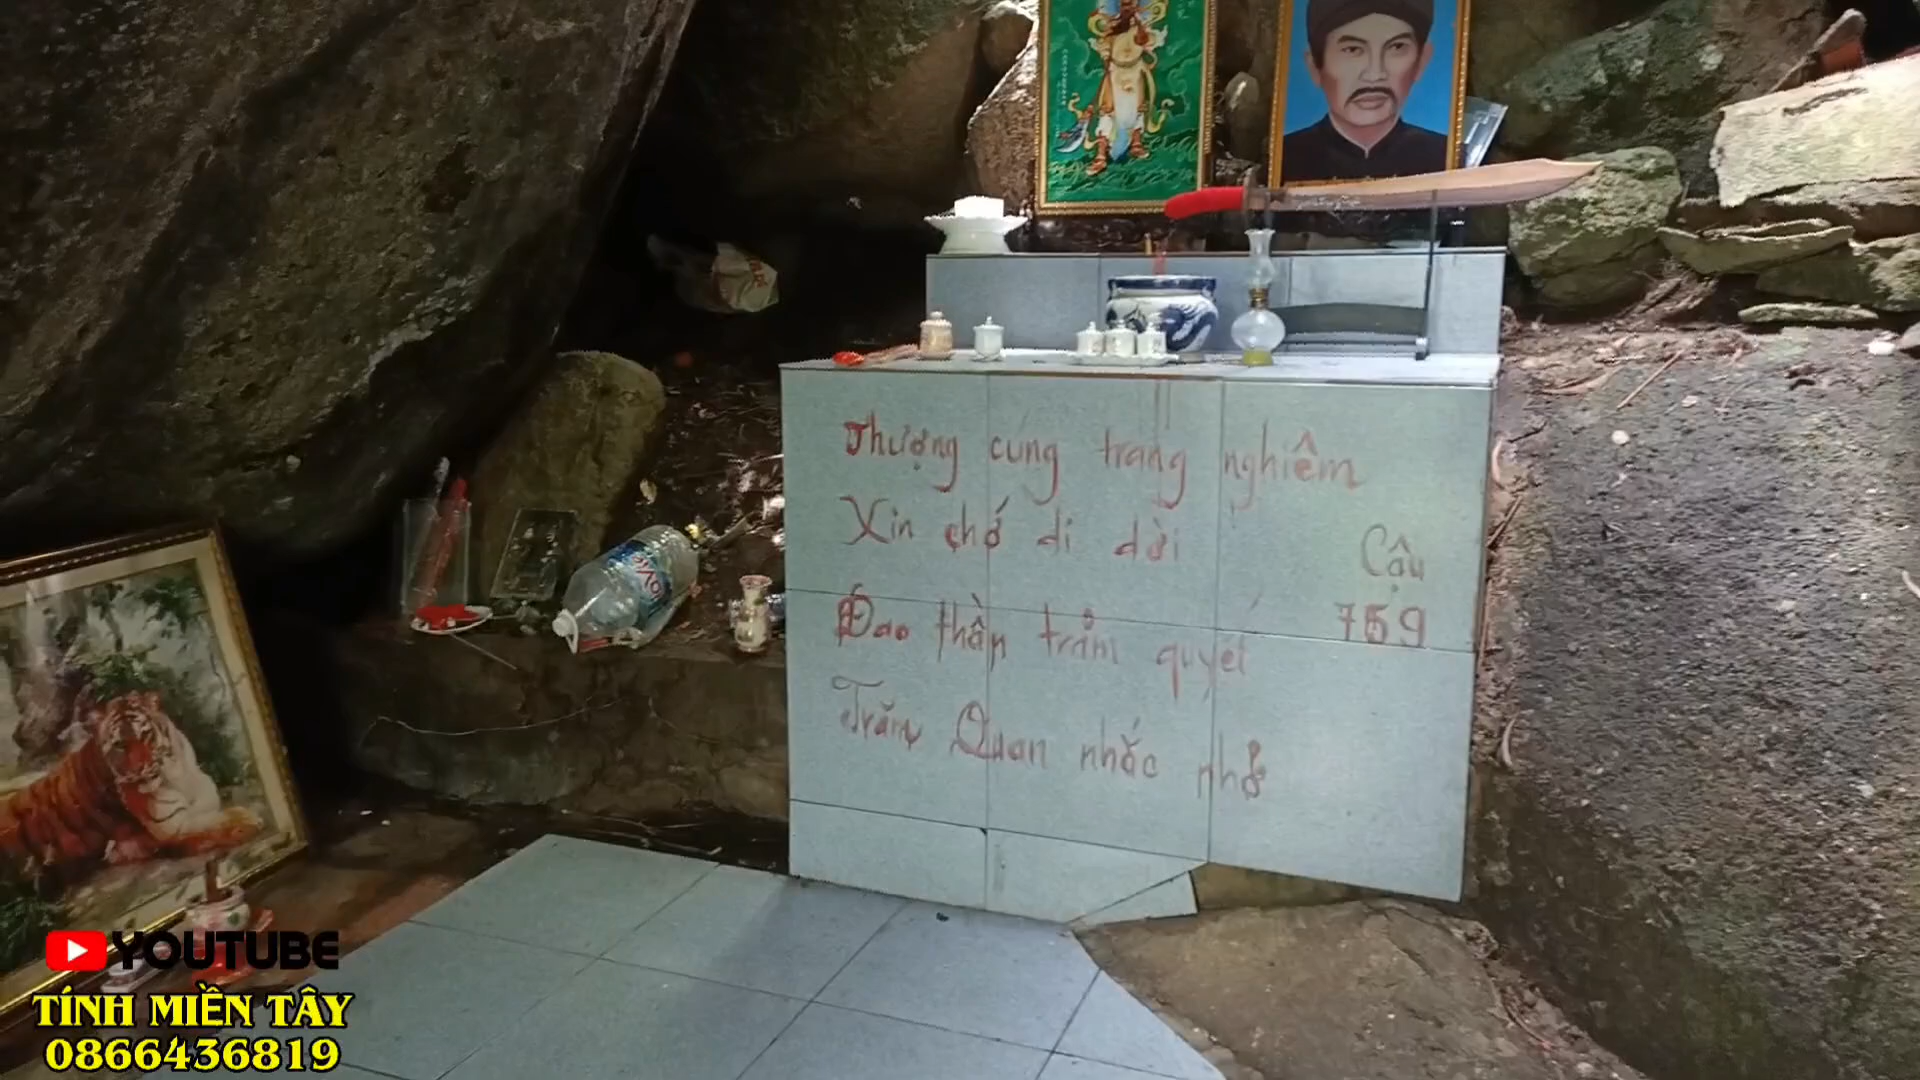 Thượng cung trang nghiêm
Xin chớ di dời
Cậu
Đao thần trảm quyết
759
Trăm Quan nhắc nhở
YOUTUBE
TÍNH MIỀN TÂY
0866436819